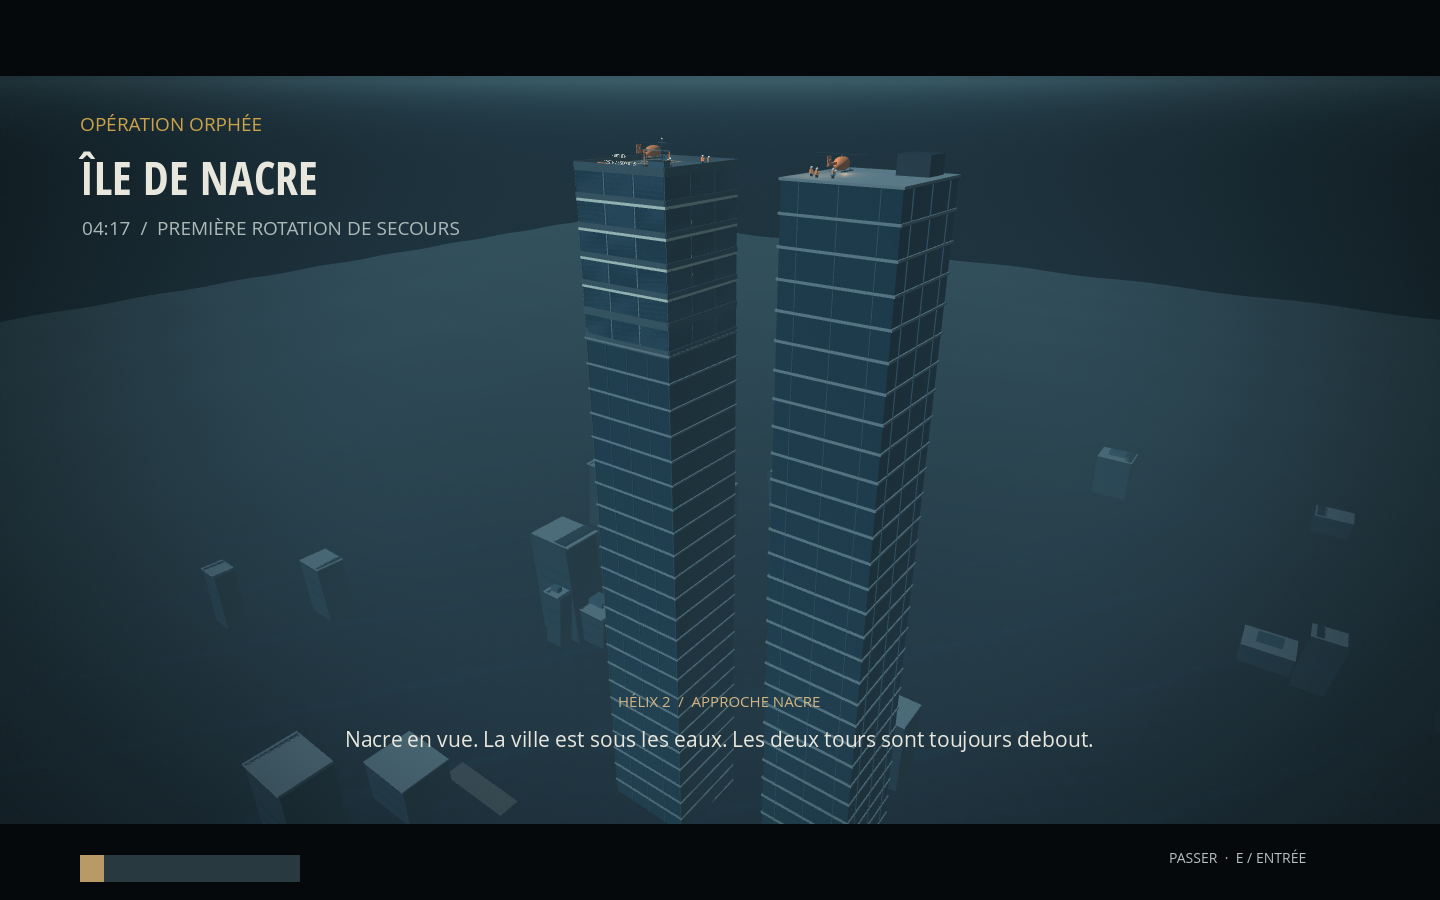 OPÉRATION ORPHÉE
ÎLE DE NACRE
04:17 / PREMIÈRE ROTATION DE SECOURS
HÉLIX 2 / APPROCHE NACRE
Nacre en vue. La ville est sous les eaux. Les deux tours sont toujours debout.
PASSER · E / ENTRÉE